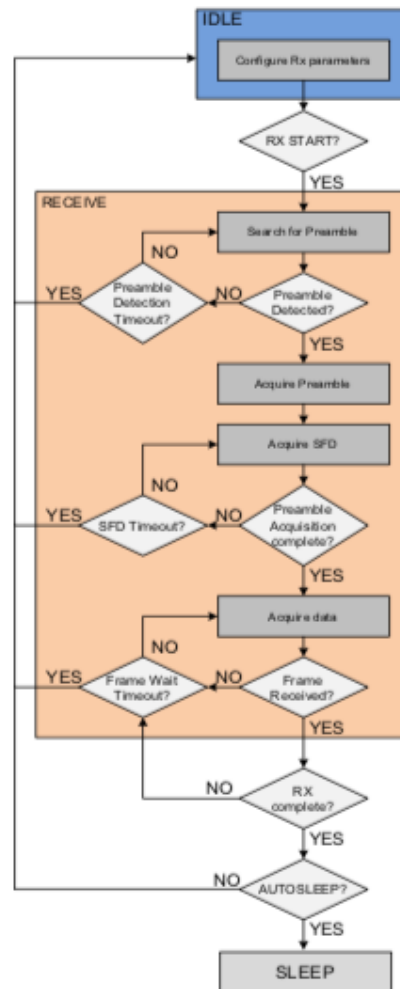 IDLE
Configure Rx parameters
RX START?
YES
RECEIVE
Search for Preamble
NO
YES
Preamble
Detection
Timeout?
NO
Preamble
Detected?
YES
Acquire Preamble
Acquire SFD
NO
YES
SFD Timeout?
NO
Preamble
Acquisition
complete?
YES
Acquire data
NO
YES
Frame Wait
Timeout?
NO
Frame
Received?
YES
NO
RX
complete?
YES
NO
AUTOSLEEP?
YES
SLEEP